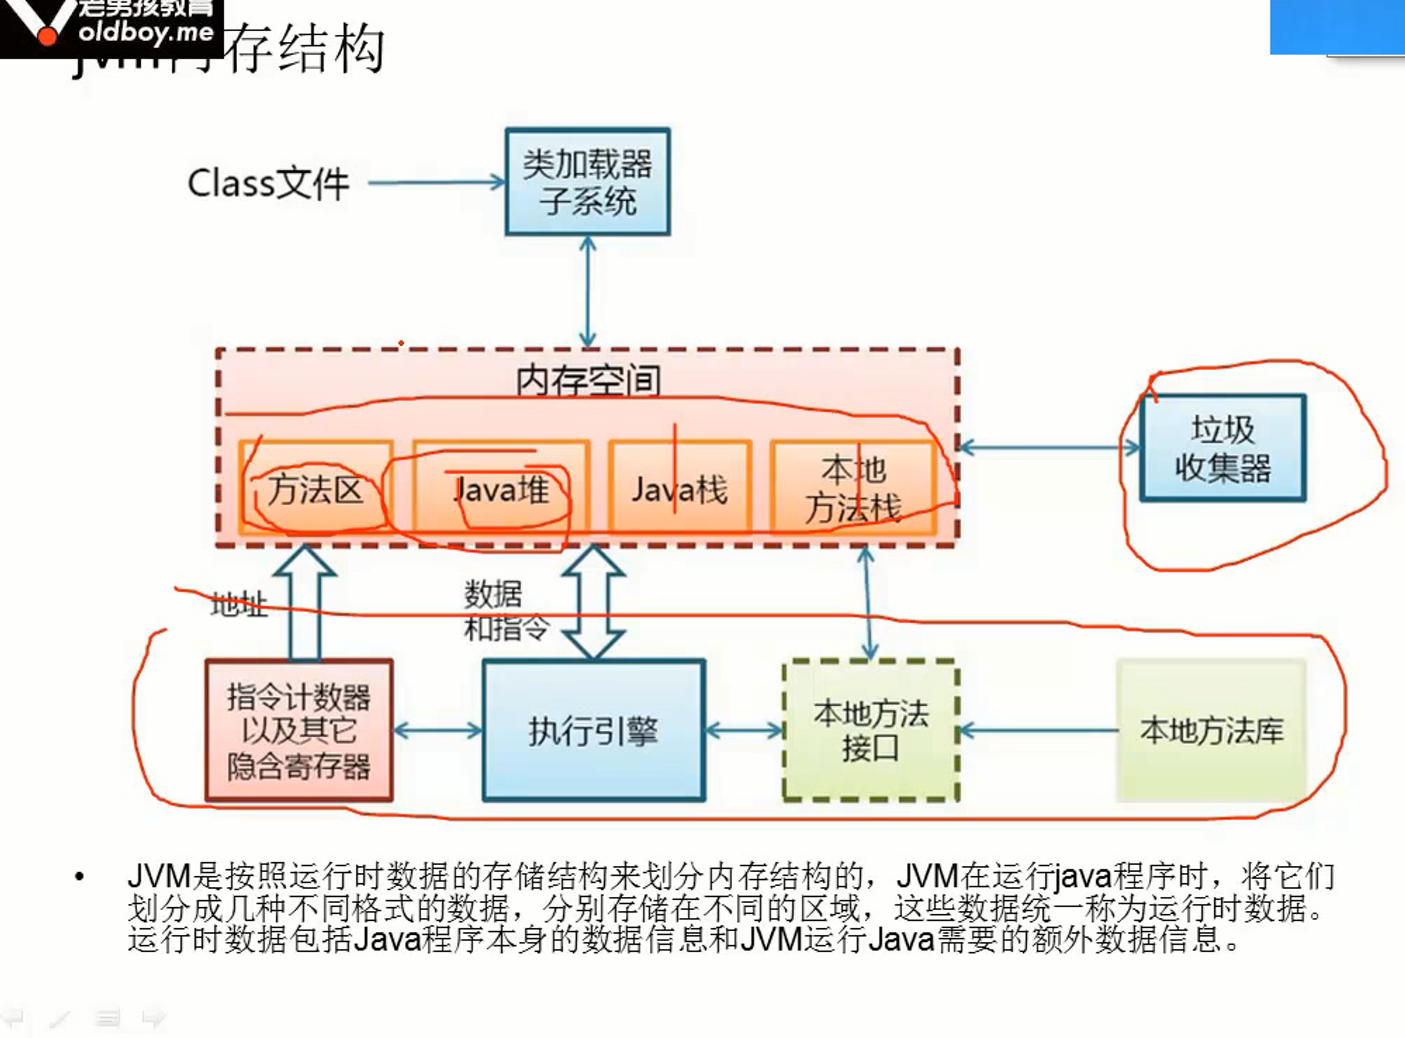 老男孩教育
oldboy.me
jvm内存结构
Class文件
类加载器
子系统
内存空间
方法区
Java堆
Java栈
本地
方法栈
垃圾
收集器
地址
数据
和指令
指令计数器
以及其它
隐含寄存器
执行引擎
本地方法
接口
本地方法库
• JVM是按照运行时数据的存储结构来划分内存结构的，JVM在运行java程序时，将它们
划分成几种不同格式的数据，分别存储在不同的区域，这些数据统一称为运行时数据。
运行时数据包括Java程序本身的数据信息和JVM运行Java需要的额外数据信息。